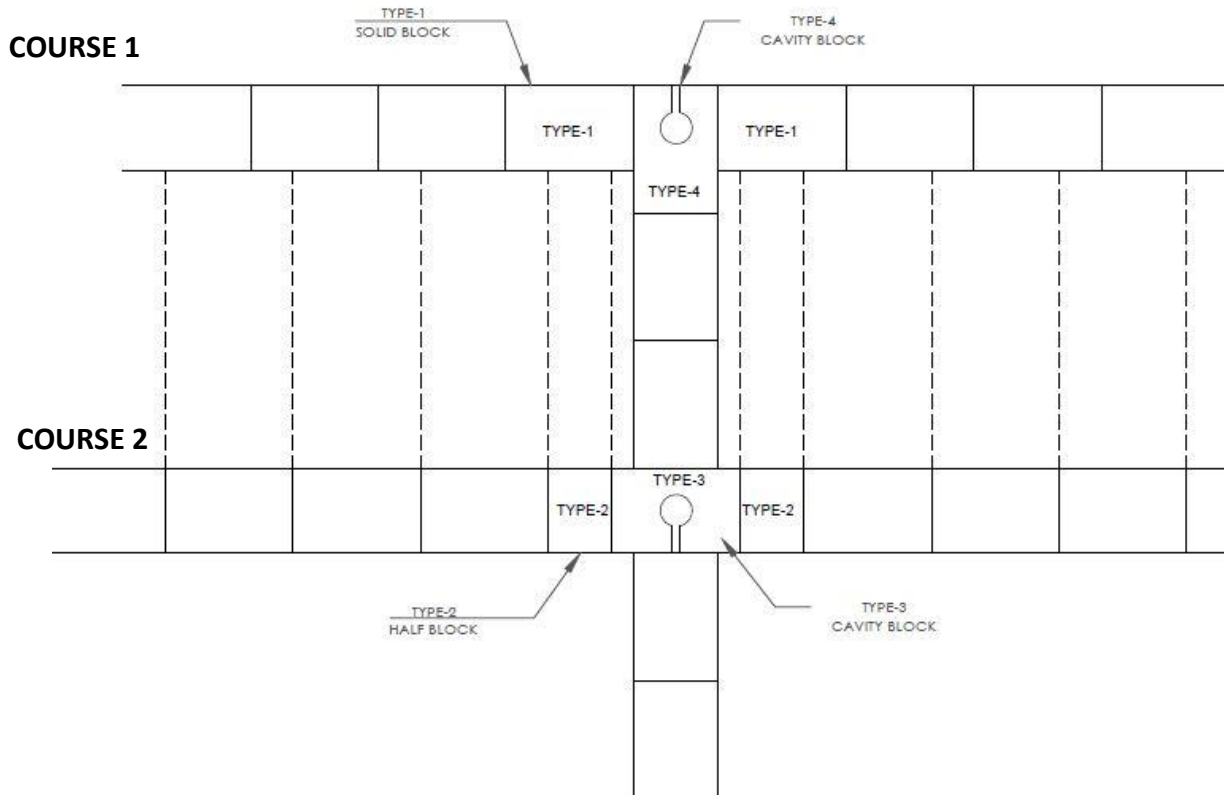 TYPE-1
SOLID BLOCK
TYPE-4
CAVITY BLOCK
COURSE 1
TYPE-1
TYPE-1
TYPE-4
COURSE 2
TYPE-3
TYPE-2
TYPE-2
TYPE-2
HALF BLOCK
TYPE-3
CAVITY BLOCK